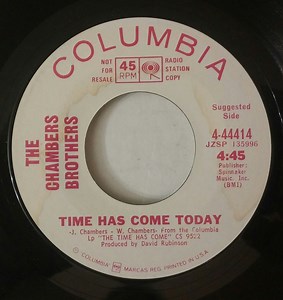 COLUMBIA
NOT FOR RESALE
45 RPM
RADIO STATION COPY
THE CHAMBERS BROTHERS
Suggested Side
4-44414
JZSP 135996
4:45
Publisher:
Spinnaker
Music, Inc.
(BMI)
TIME HAS COME TODAY
-J. Chambers - W. Chambers- From the Columbia
Lp "THE TIME HAS COME" CS 9522
Produced by David Rubinson
"COLUMBIA", MARCAS REG. PRINTED IN U.S.A.